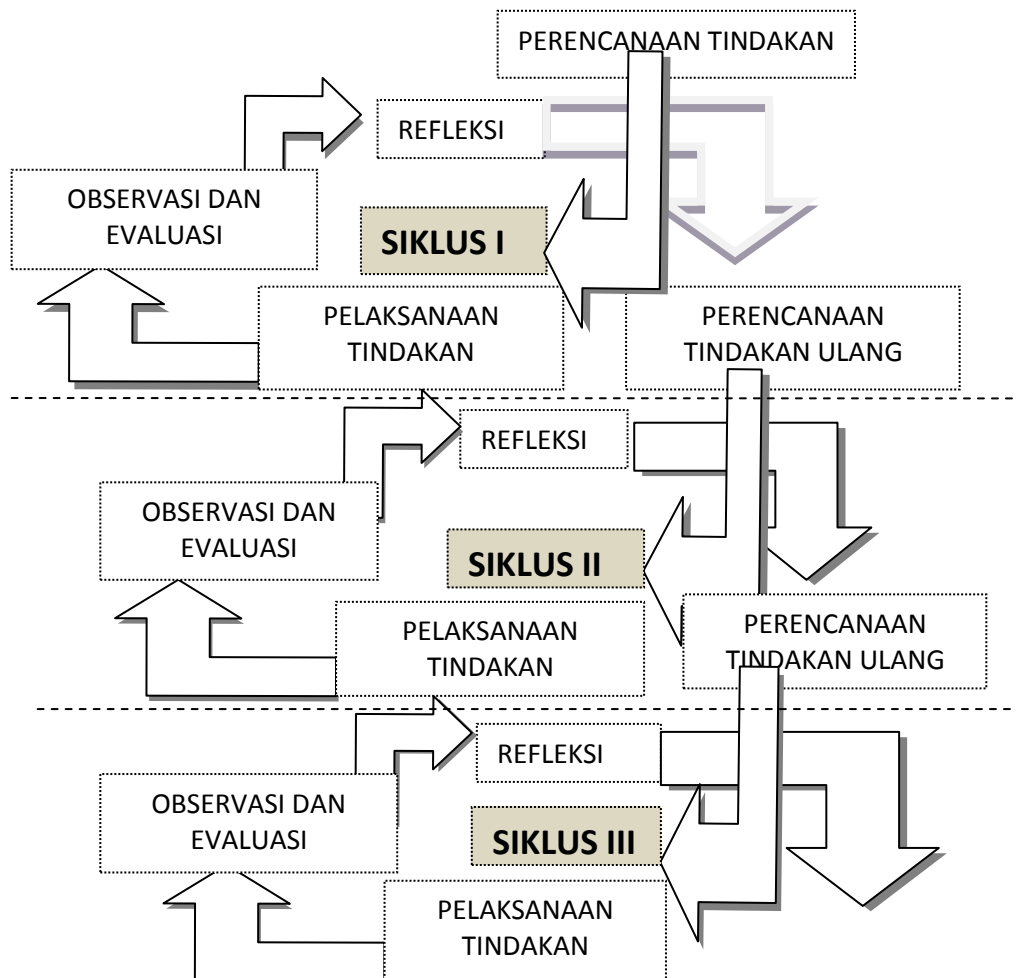 PERENCANAAN TINDAKAN
REFLEKSI
OBSERVASI DAN
EVALUASI
SIKLUS I
PELAKSANAAN
TINDAKAN
PERENCANAAN
TINDAKAN ULANG
REFLEKSI
OBSERVASI DAN
EVALUASI
SIKLUS II
PELAKSANAAN
TINDAKAN
PERENCANAAN
TINDAKAN ULANG
REFLEKSI
OBSERVASI DAN
EVALUASI
SIKLUS III
PELAKSANAAN
TINDAKAN